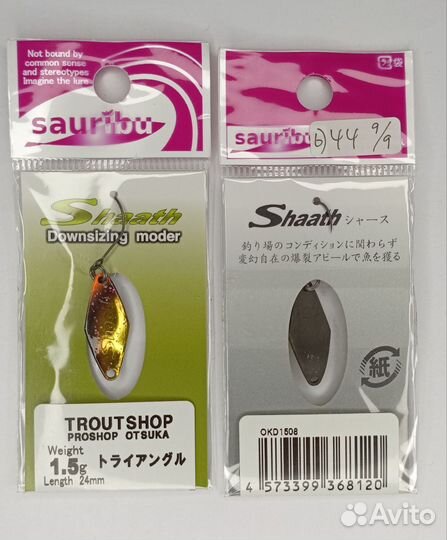 Not bound by
common sense
and stereotypes
Imagine the lure
sauribu
Shaath
Downsizing moder
TROUTSHOP
PROSHOP OTSUKA
Weight
1.5g トライアングル
Length 24mm
袋
sauribu
6)44 9/9
Shaath シャース
釣り場のコンディションに関わらず
変幻自在の爆裂アピールで魚を獲る
紙
OKD1508
4 573399 368120
Avito